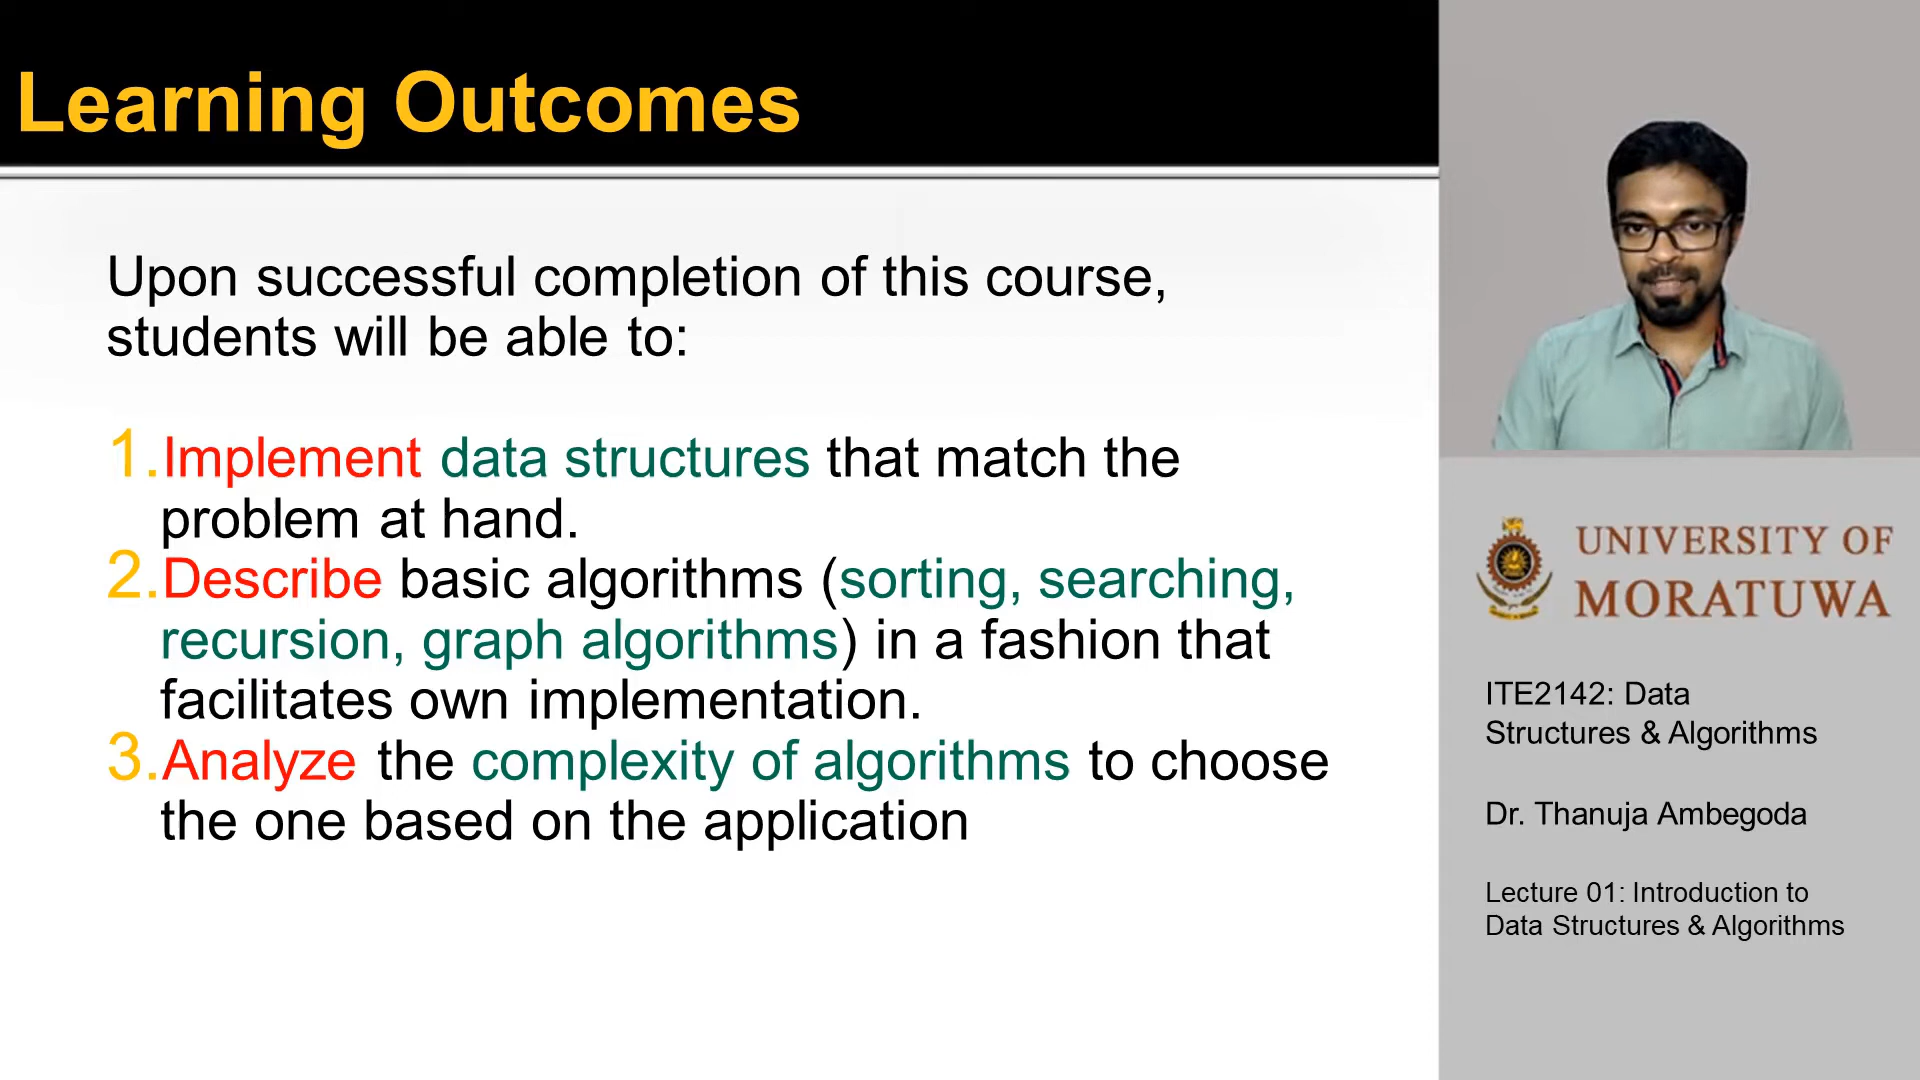 Learning Outcomes
Upon successful completion of this course,
students will be able to:
1.Implement data structures that match the
problem at hand.
2.Describe basic algorithms (sorting, searching,
recursion, graph algorithms) in a fashion that
facilitates own implementation.
3.Analyze the complexity of algorithms to choose
the one based on the application
UNIVERSITY OF
MORATUWA
ITE2142: Data
Structures & Algorithms
Dr. Thanuja Ambegoda
Lecture 01: Introduction to
Data Structures & Algorithms